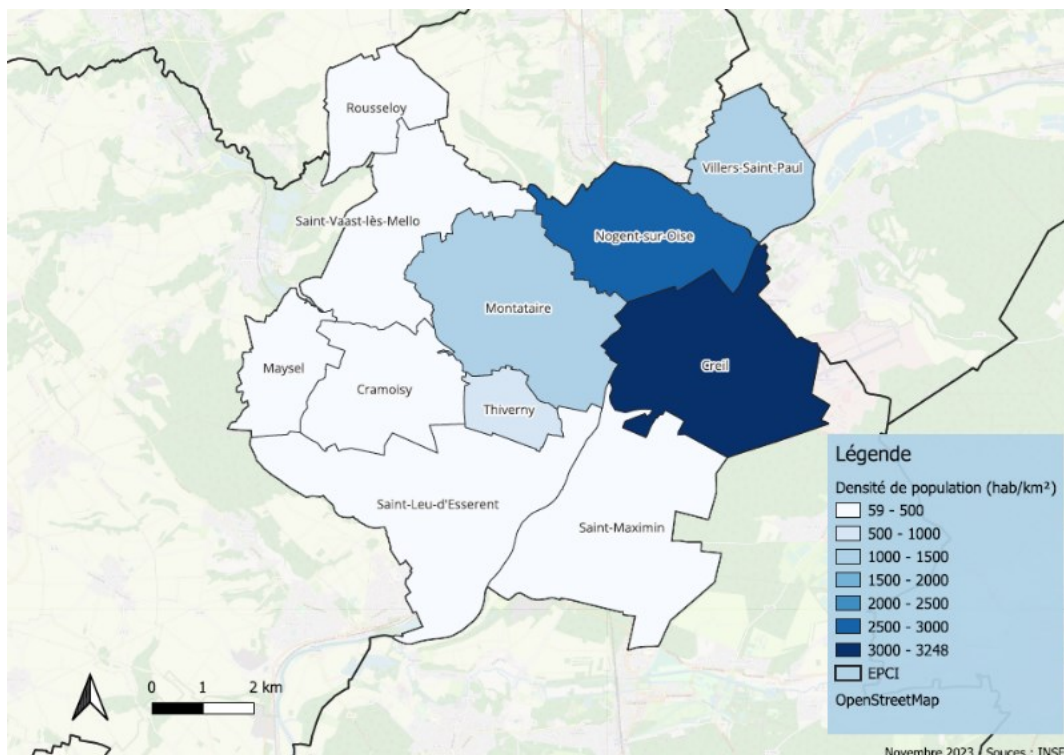 Rousseloy
Villers-Saint-Paul
Saint-Vaast-lès-Mello
Nogent-sur-Oise
Montataire
Maysel
Creil
Cramoisy
Thiverny
Saint-Leu-d'Esserent
Saint-Maximin
Légende
Densité de population (hab/km²)
59 - 500
500 - 1000
1000 - 1500
1500 - 2000
2000 - 2500
2500 - 3000
3000 - 3248
EPCI
OpenStreetMap
0 1 2 km
Novembre 2023 / Souces :